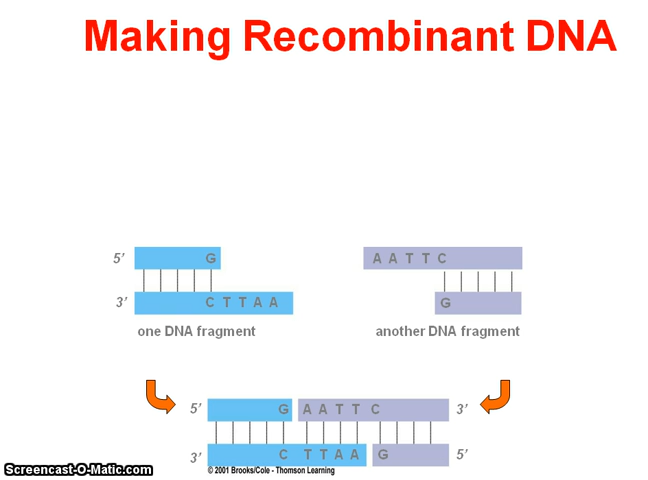 Making Recombinant DNA
5’ G A A T T C
3’ C T T A A G
one DNA fragment another DNA fragment
5’ G A A T T C 3’
3’ C T T A A G 5’
© 2001 Brooks/Cole - Thomson Learning
Screencast-O-Matic.com